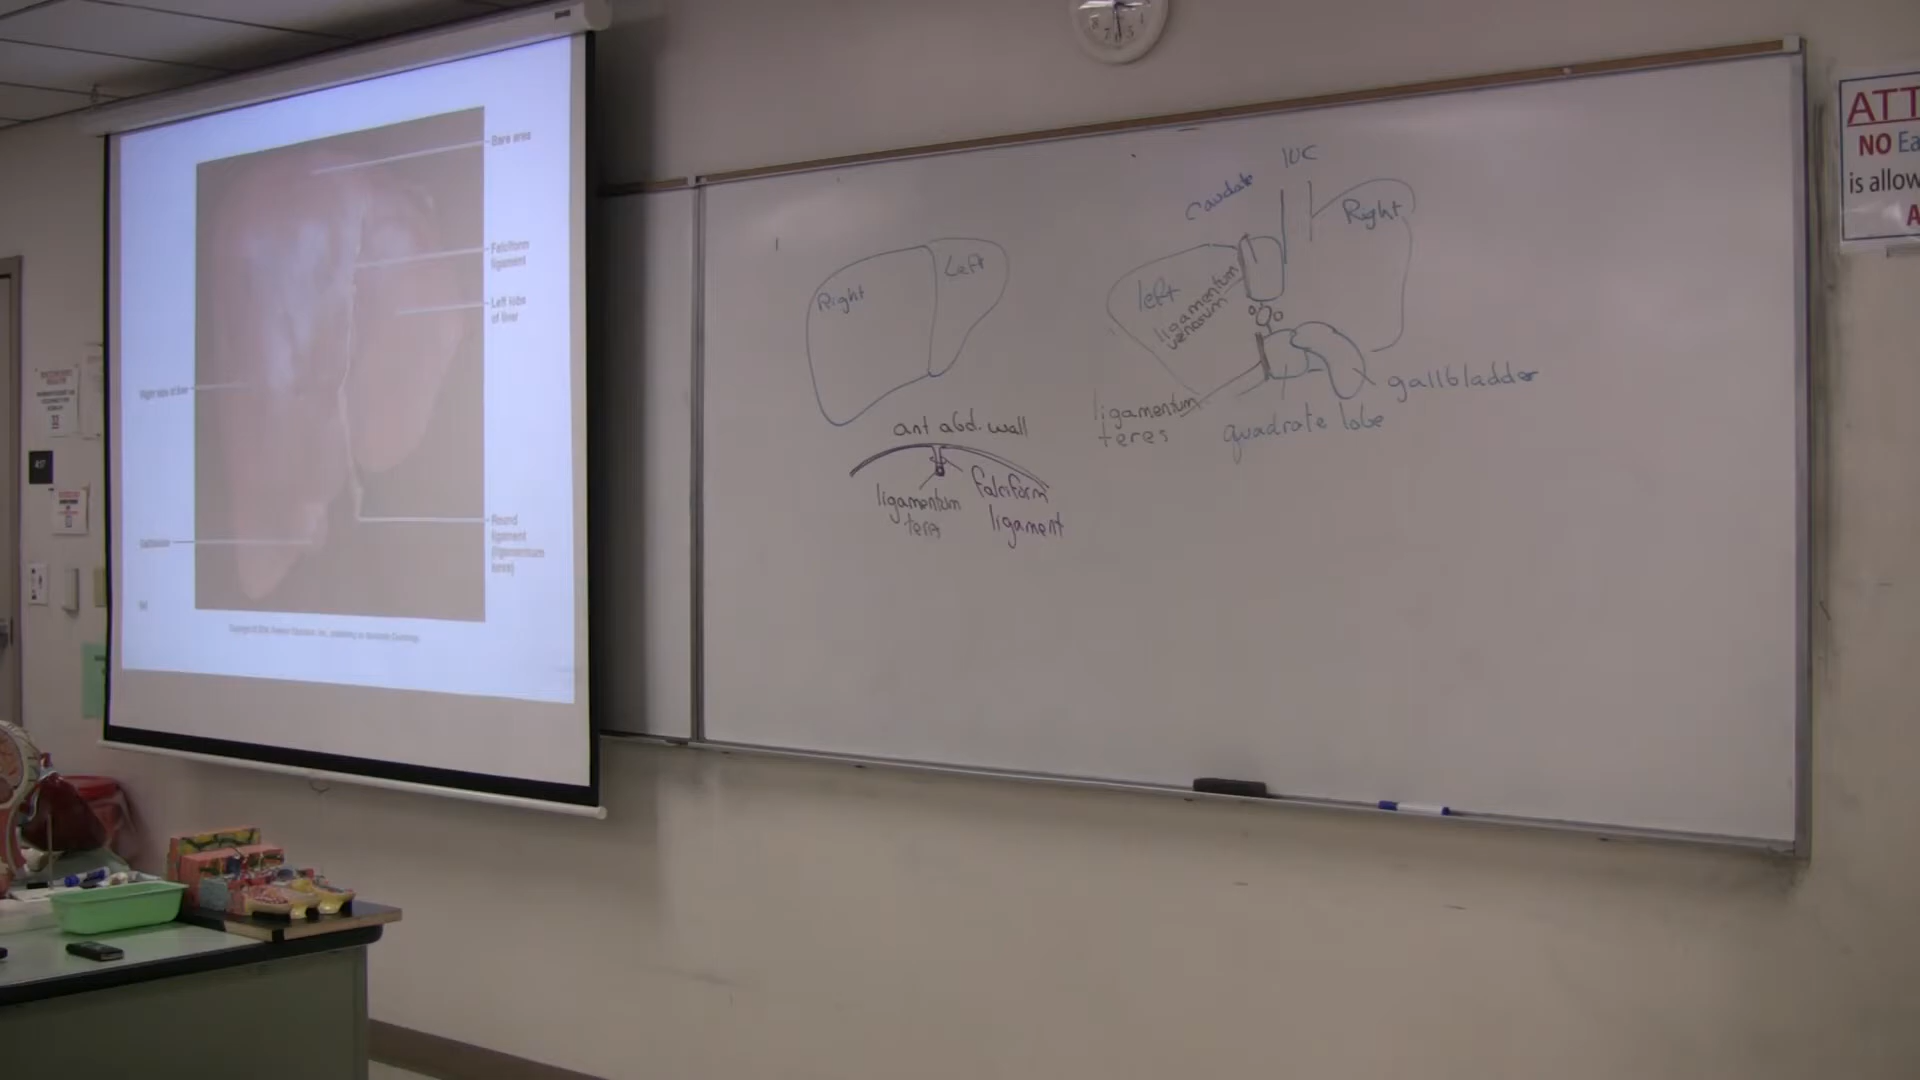 Bare area
Falciform
ligament
Left lobe
of liver
Right lobe of liver
Round
ligament
(ligamentum
teres)
Gallbladder
Right
Left
ant abd. wall
ligamentum
teres
falciform
ligament
Caudate
IVC
Right
left
ligamentum
venosum
ligamentum
teres
quadrate lobe
gallbladder
ATT
NO Ea
is allow
A